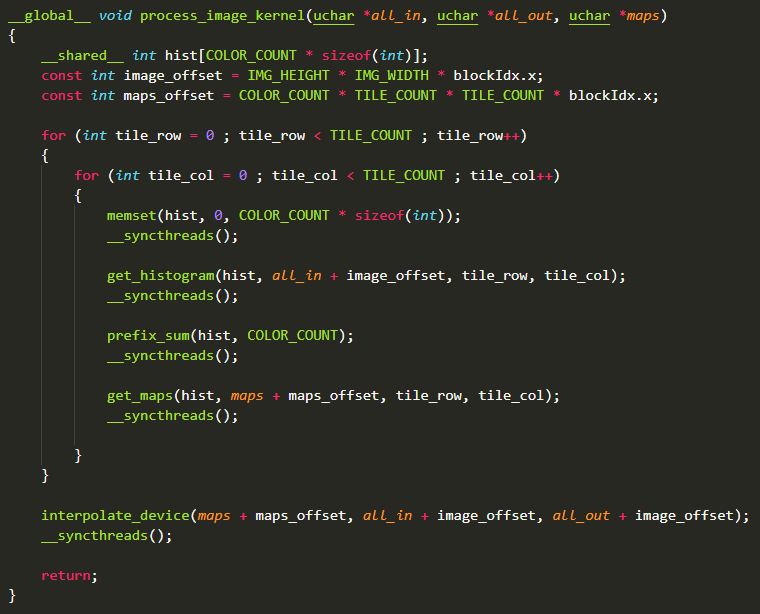 __global__ void process_image_kernel(uchar *all_in, uchar *all_out, uchar *maps)
{
    __shared__ int hist[COLOR_COUNT * sizeof(int)];
    const int image_offset = IMG_HEIGHT * IMG_WIDTH * blockIdx.x;
    const int maps_offset = COLOR_COUNT * TILE_COUNT * TILE_COUNT * blockIdx.x;

    for (int tile_row = 0 ; tile_row < TILE_COUNT ; tile_row++)
    {
        for (int tile_col = 0 ; tile_col < TILE_COUNT ; tile_col++)
        {
            memset(hist, 0, COLOR_COUNT * sizeof(int));
            __syncthreads();

            get_histogram(hist, all_in + image_offset, tile_row, tile_col);
            __syncthreads();

            prefix_sum(hist, COLOR_COUNT);
            __syncthreads();

            get_maps(hist, maps + maps_offset, tile_row, tile_col);
            __syncthreads();

        }
    }

    interpolate_device(maps + maps_offset, all_in + image_offset, all_out + image_offset);
    __syncthreads();

    return;
}